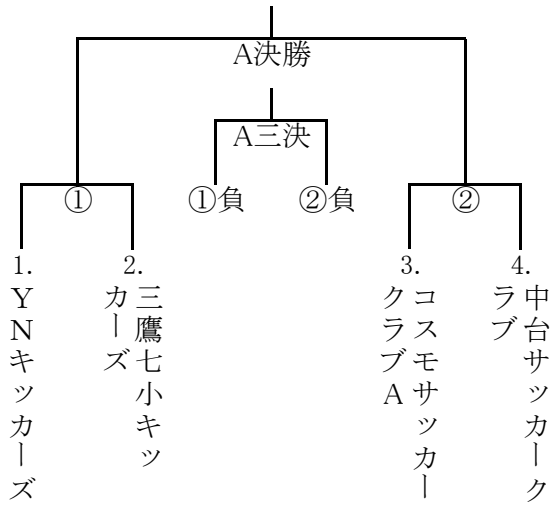 A決勝
A三決
①
①負
②負
②
1.
2.
3.
4.
YNキッカーズ
三鷹七小キッ
カーズ
コスモサッカー
クラブA
中台サッカーク
ラブ